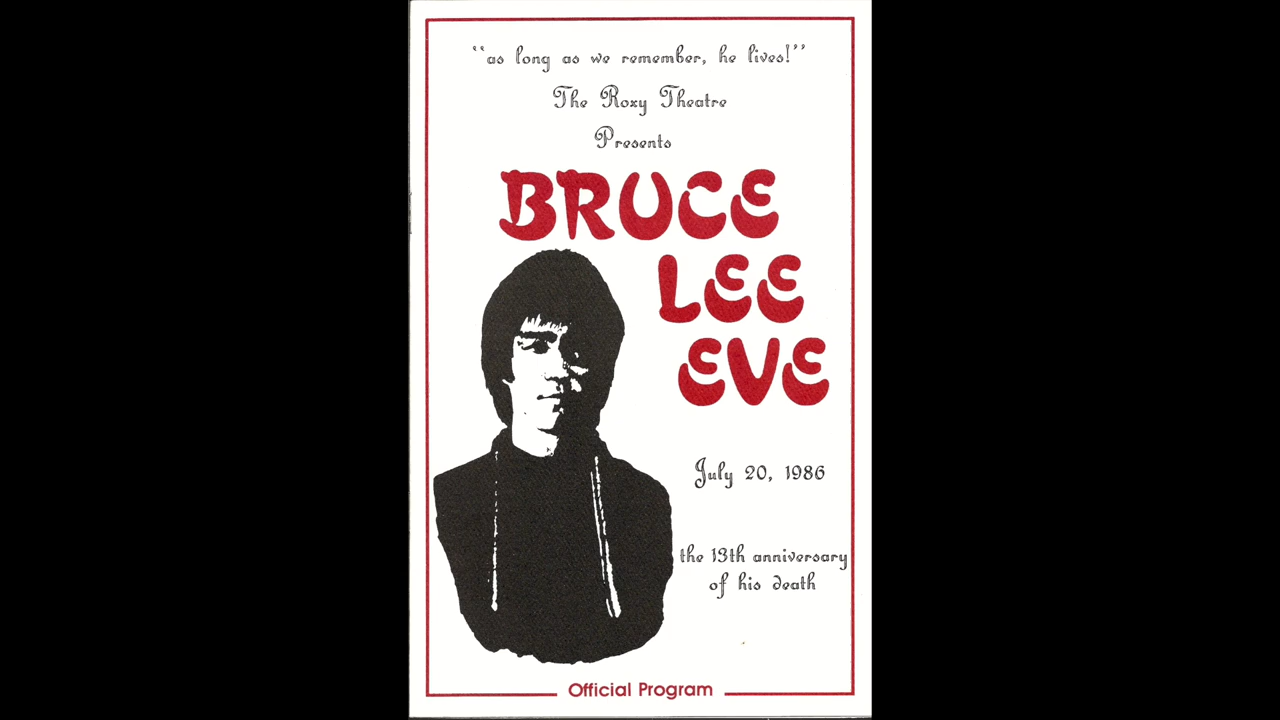 "as long as we remember, he lives!"
The Roxy Theatre
Presents
BRUCE
LEE
EVE
July 20, 1986
the 13th anniversary
of his death
Official Program